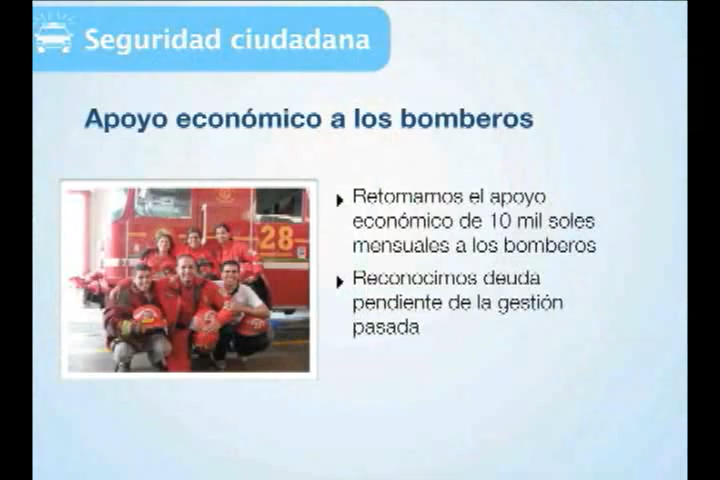 Seguridad ciudadana
Apoyo económico a los bomberos
28
Retomamos el apoyo
económico de 10 mil soles
mensuales a los bomberos
Reconocimos deuda
pendiente de la gestión
pasada